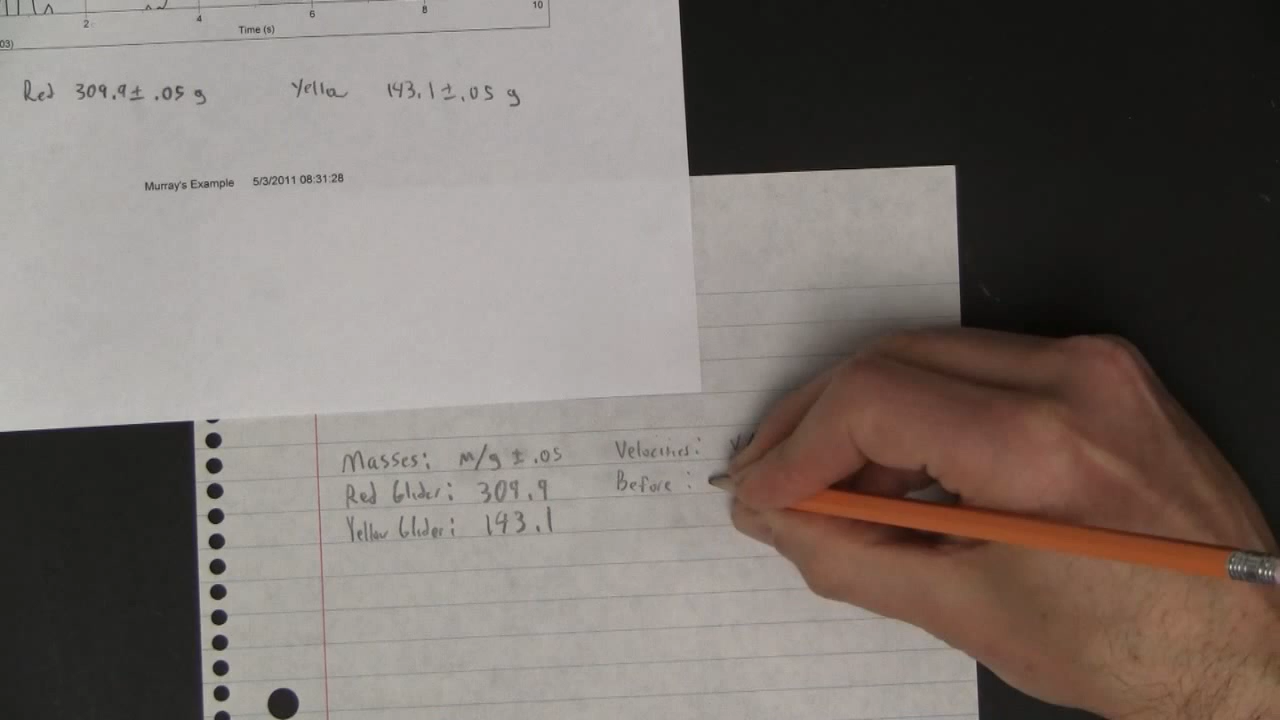 2 4 6 8 10
Time (s)
03)
Red 309.9± .05 g Yella 143.1±.05 g
Murray's Example 5/3/2011 08:31:28
Masses: m/g ± .05 Velocities:
Red Glider: 309.9 Before :
Yellow Glider: 143.1